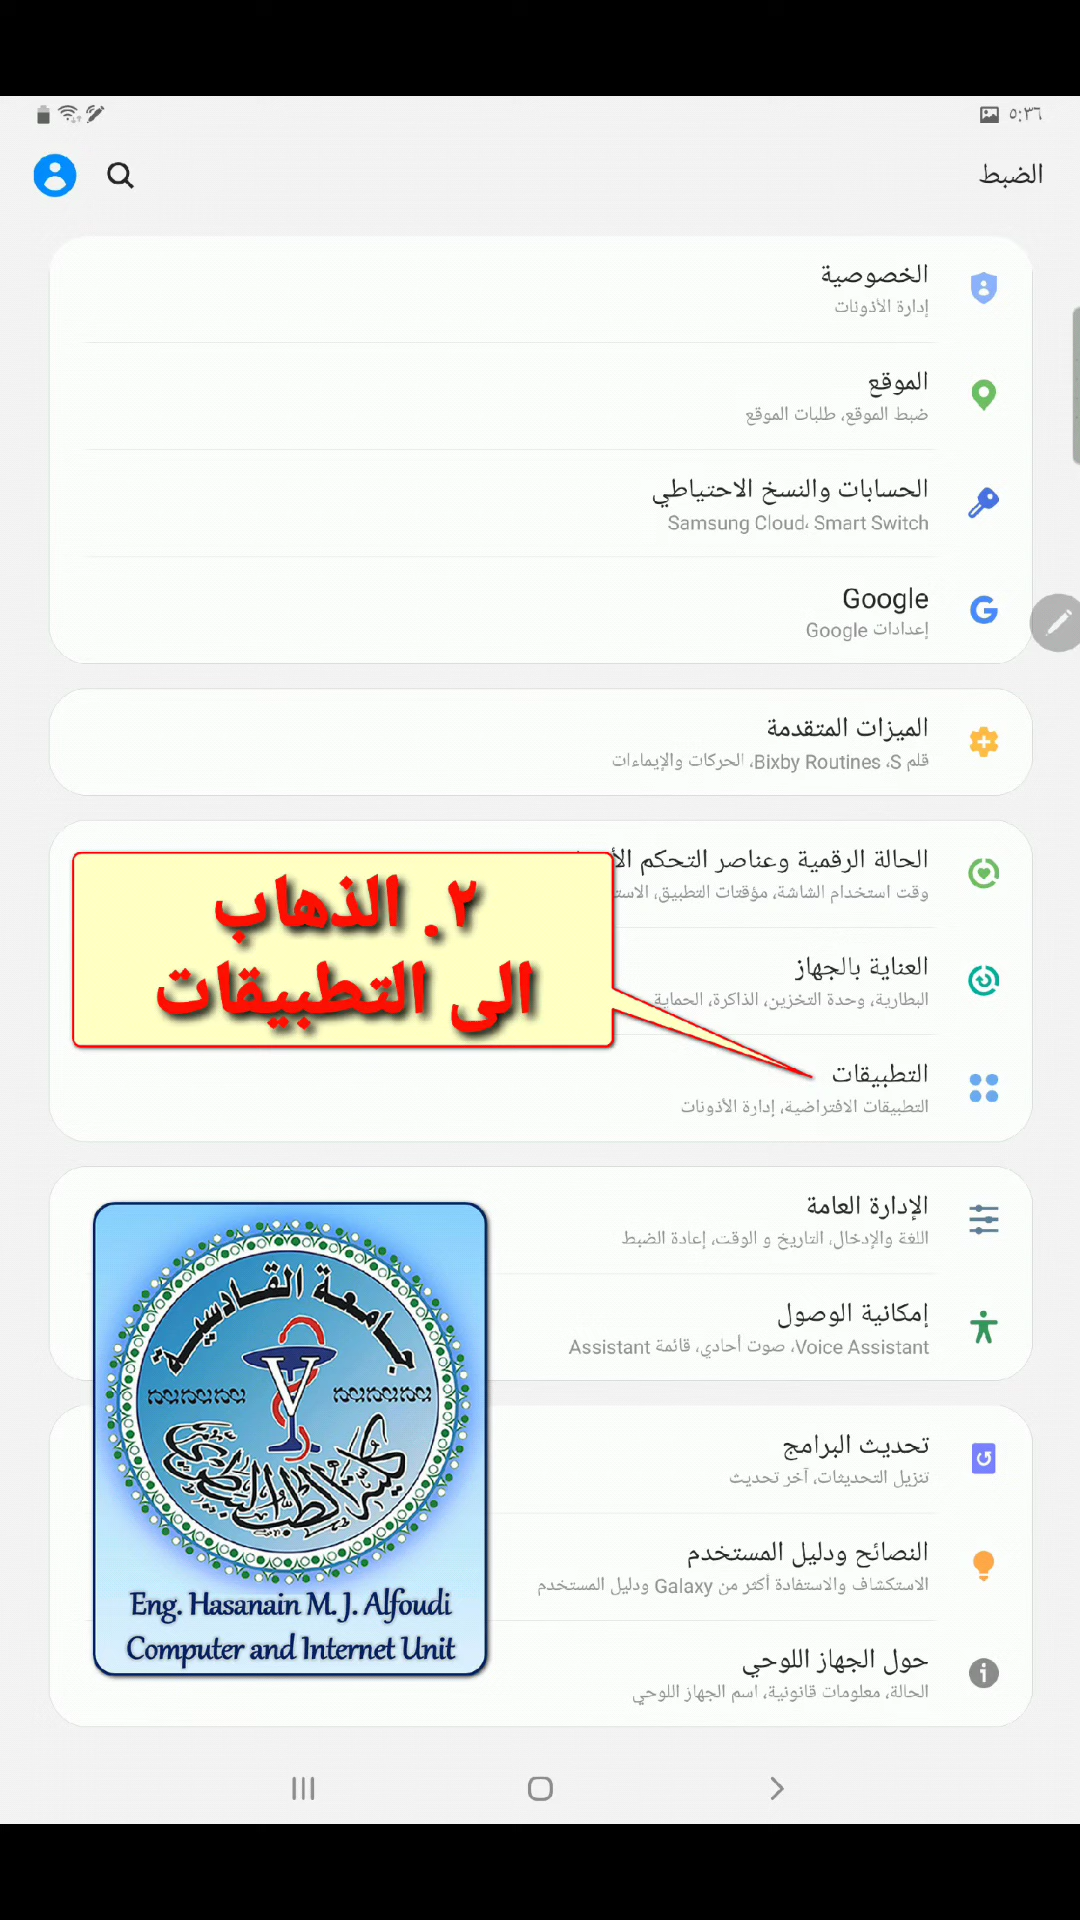 ٥:٣٦
الضبط
الخصوصية
إدارة الأذونات
الموقع
ضبط الموقع، طلبات الموقع
الحسابات والنسخ الاحتياطي
Samsung Cloud، Smart Switch
Google
إعدادات Google
الميزات المتقدمة
قلم S، Bixby Routines، الحركات والإيماءات
الحالة الرقمية وعناصر التحكم
وقت استخدام الشاشة، مؤقتات التطبيق،
٢. الذهاب
الى التطبيقات
العناية بالجهاز
البطارية، وحدة التخزين، الذاكرة، الحماية
التطبيقات
التطبيقات الافتراضية، إدارة الأذونات
الإدارة العامة
اللغة والإدخال، التاريخ و الوقت، إعادة الضبط
إمكانية الوصول
Voice Assistant، صوت أحادي، قائمة Assistant
تحديث البرامج
تنزيل التحديثات، آخر تحديث
النصائح ودليل المستخدم
الاستكشاف والاستفادة أكثر من Galaxy ودليل المستخدم
حول الجهاز اللوحي
الحالة، معلومات قانونية، اسم الجهاز اللوحي
جامعة القادسية
V
كلية الطب البيطري
Eng. Hasanain M. J. Alfoudi
Computer and Internet Unit